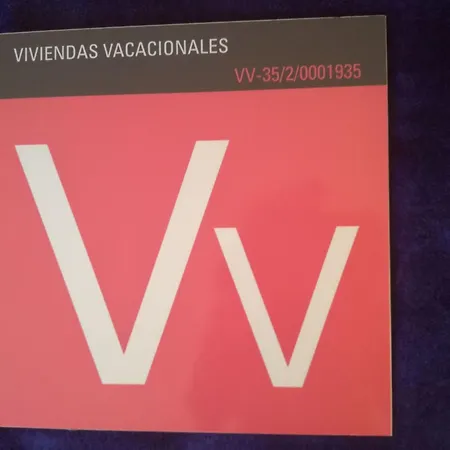 VIVIENDAS VACACIONALES
VV-35/2/0001935
Vv